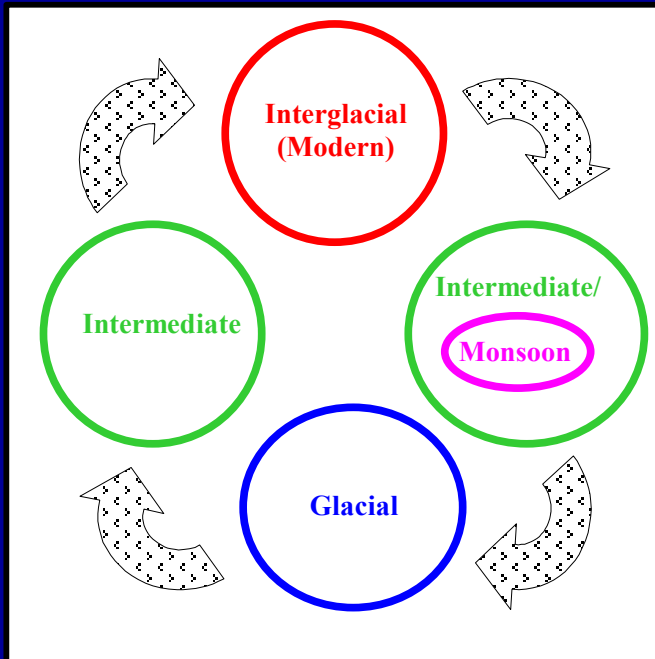 Interglacial
(Modern)
Intermediate
Intermediate/
Monsoon
Glacial